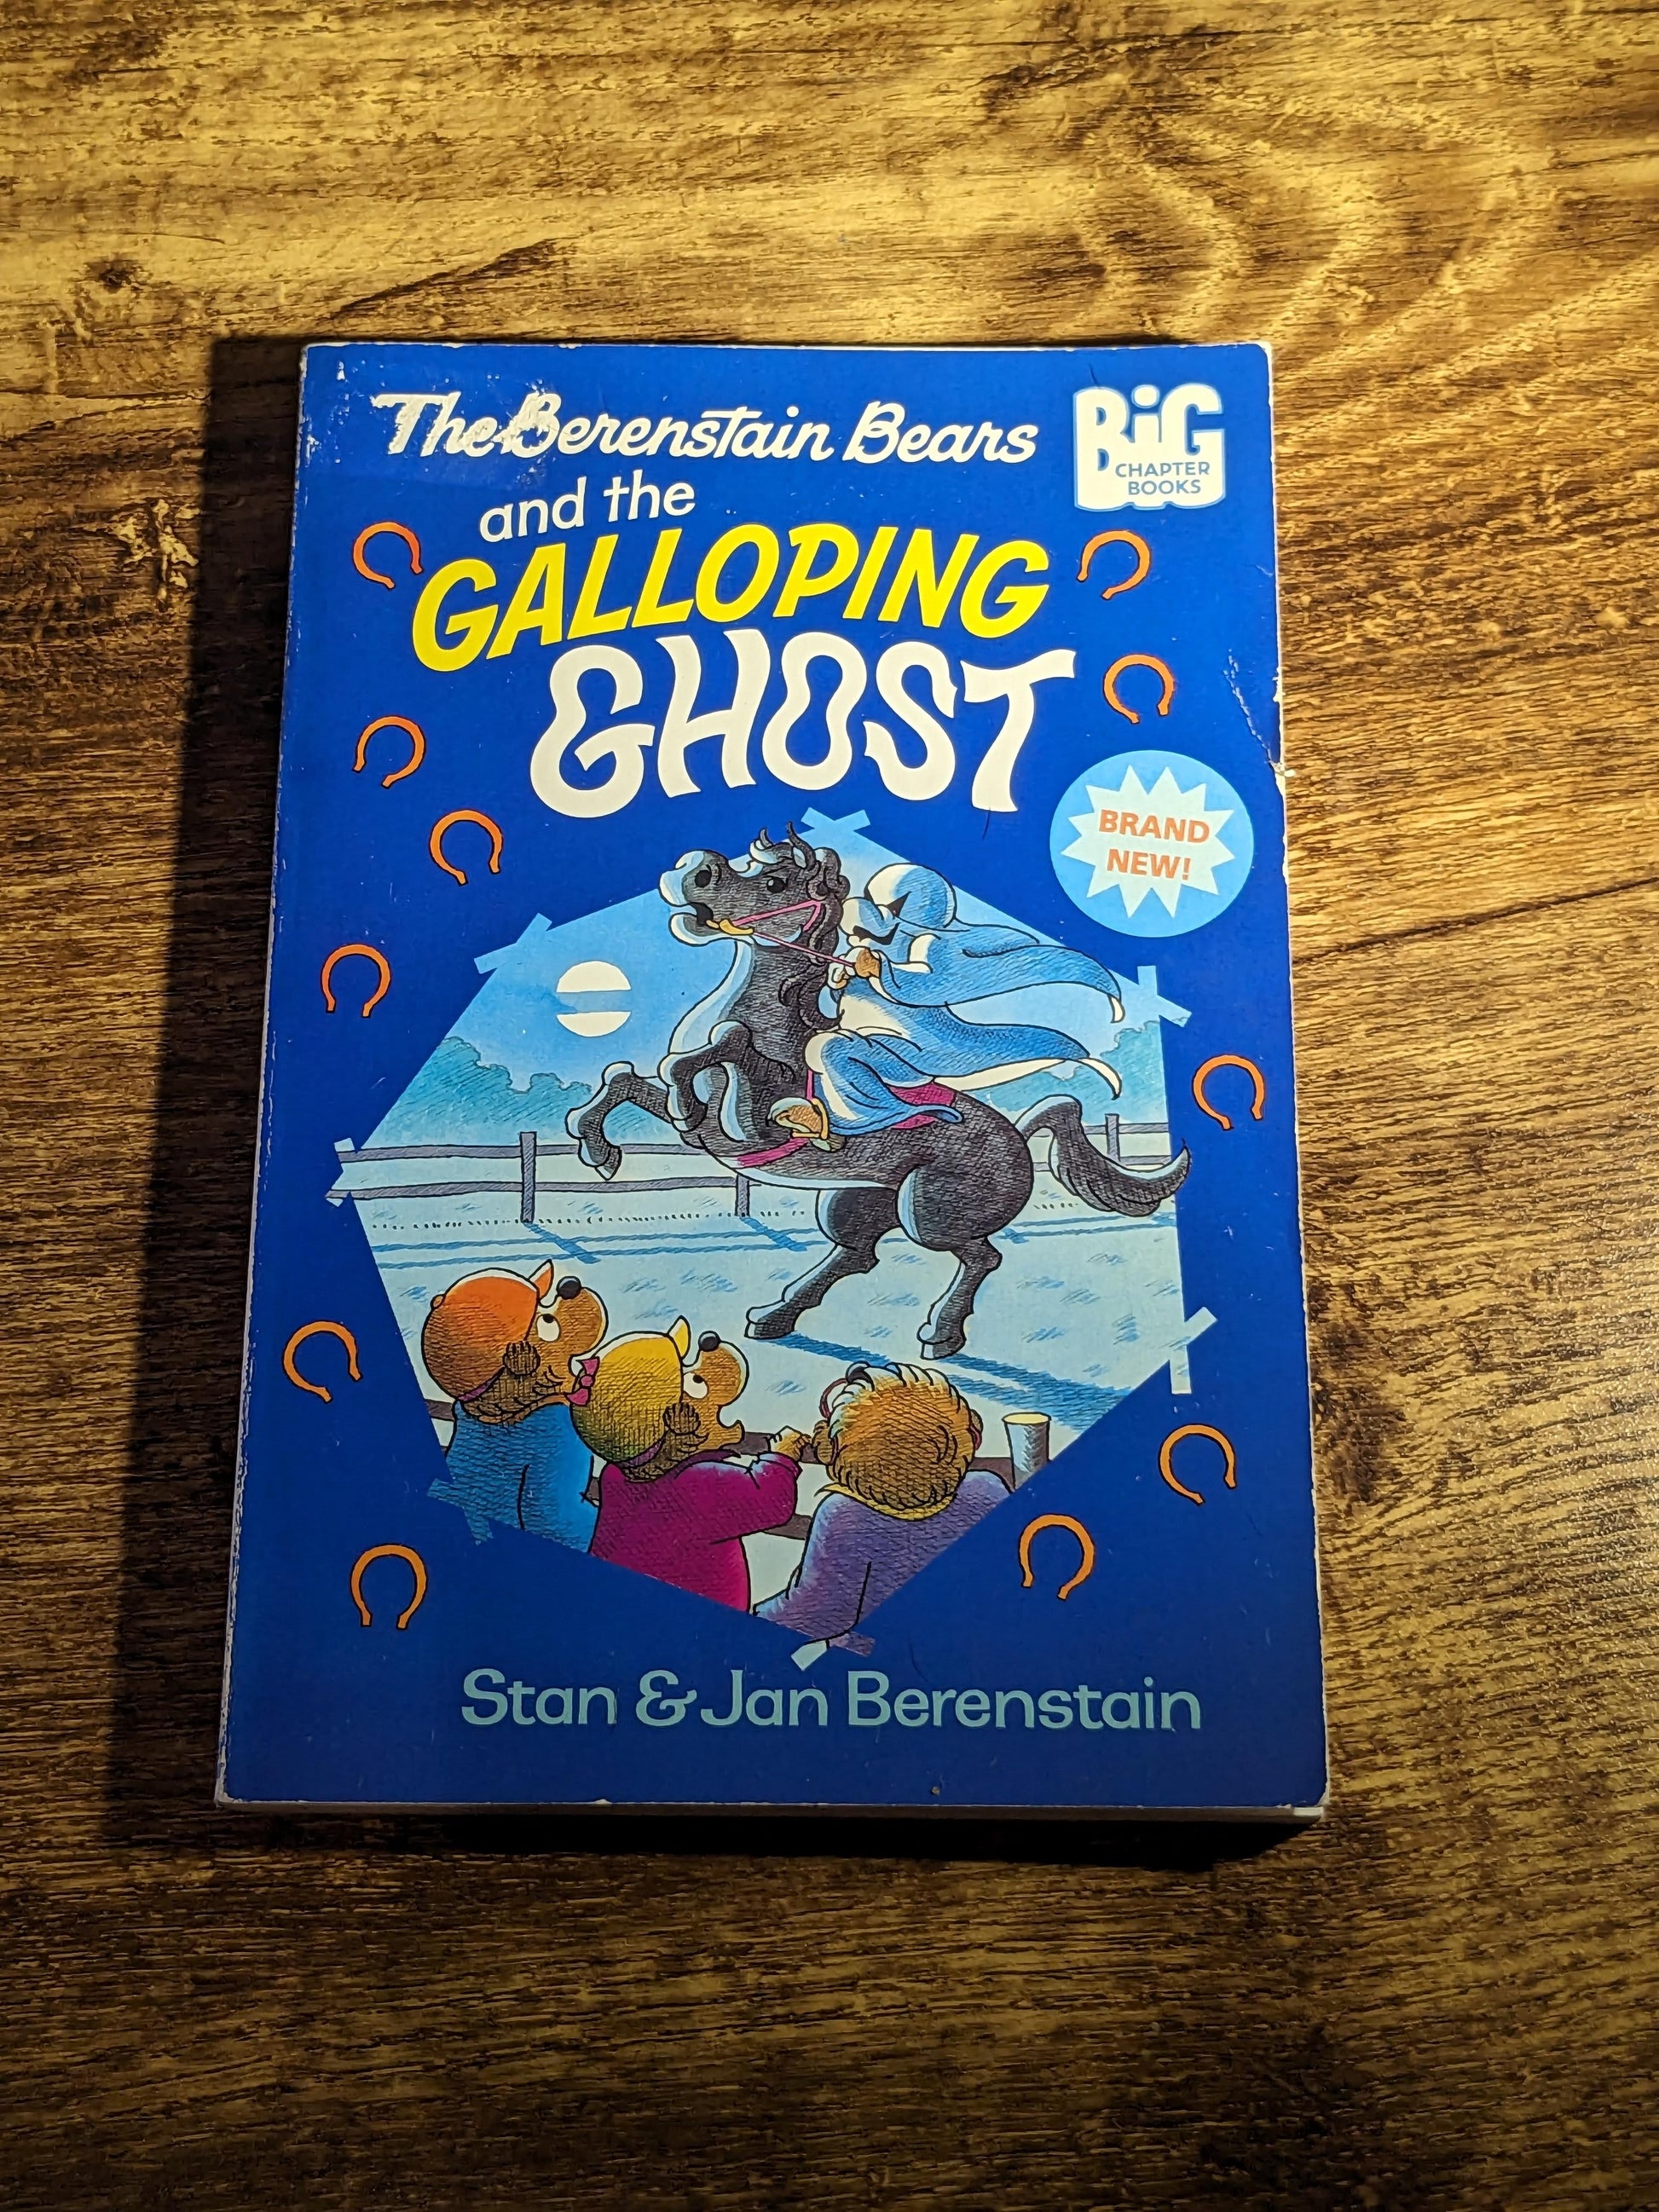 The Berenstain Bears
BiG
CHAPTER
BOOKS
and the
GALLOPING
GHOST
BRAND
NEW!
Stan & Jan Berenstain